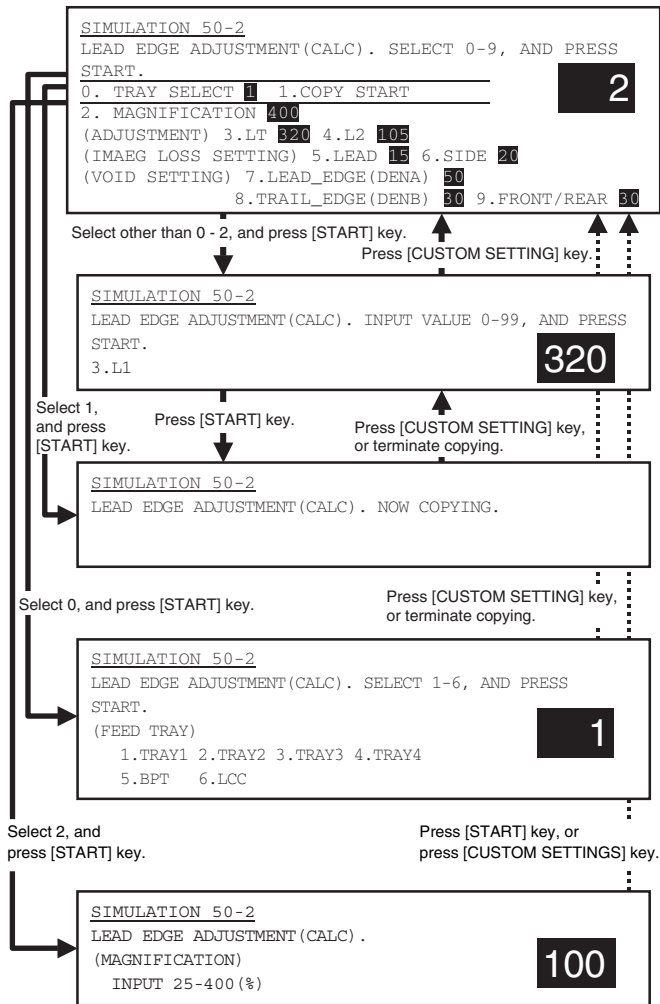 SIMULATION 50-2
LEAD EDGE ADJUSTMENT(CALC). SELECT 0-9, AND PRESS
START.
2
0. TRAY SELECT 1 1.COPY START
2. MAGNIFICATION 400
(ADJUSTMENT) 3.LT 320 4.L2 105
(IMAEG LOSS SETTING) 5.LEAD 15 6.SIDE 20
(VOID SETTING) 7.LEAD_EDGE(DENA) 50
8.TRAIL_EDGE(DENB) 30 9.FRONT/REAR 30
Select other than 0 - 2, and press [START] key.
Press [CUSTOM SETTING] key.
SIMULATION 50-2
LEAD EDGE ADJUSTMENT(CALC). INPUT VALUE 0-99, AND PRESS
START.
3.L1
320
Select 1,
and press
[START] key.
Press [START] key.
Press [CUSTOM SETTING] key,
or terminate copying.
SIMULATION 50-2
LEAD EDGE ADJUSTMENT(CALC). NOW COPYING.
Select 0, and press [START] key.
Press [CUSTOM SETTING] key,
or terminate copying.
SIMULATION 50-2
LEAD EDGE ADJUSTMENT(CALC). SELECT 1-6, AND PRESS
START.
(FEED TRAY)
1
1.TRAY1 2.TRAY2 3.TRAY3 4.TRAY4
5.BPT 6.LCC
Select 2, and
press [START] key.
Press [START] key, or
press [CUSTOM SETTINGS] key.
SIMULATION 50-2
LEAD EDGE ADJUSTMENT(CALC).
(MAGNIFICATION)
INPUT 25-400(%)
100